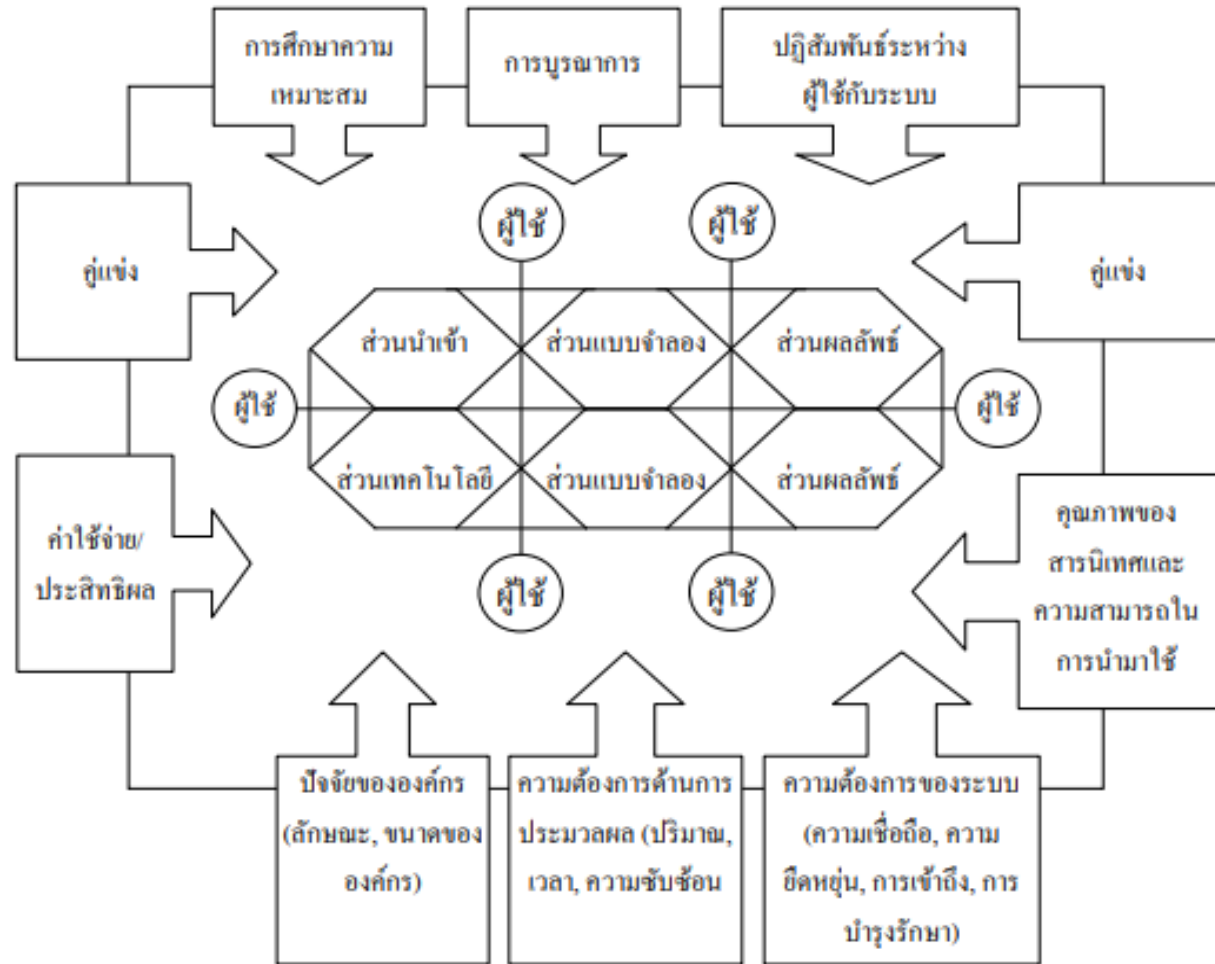 การศึกษาความ
เหมาะสม
การบูรณาการ
ปฏิสัมพันธ์ระหว่าง
ผู้ใช้กับระบบ
คู่แข่ง
ผู้ใช้
ผู้ใช้
คู่แข่ง
ส่วนนำเข้า
ส่วนแบบจำลอง
ส่วนผลลัพธ์
ผู้ใช้
ผู้ใช้
ส่วนเทคโนโลยี
ส่วนแบบจำลอง
ส่วนผลลัพธ์
ค่าใช้จ่าย/
ประสิทธิผล
ผู้ใช้
ผู้ใช้
คุณภาพของ
สารนิเทศและ
ความสามารถใน
การนำมาใช้
ปัจจัยขององค์กร
(ลักษณะ, ขนาดของ
องค์กร)
ความต้องการด้านการ
ประมวลผล (ปริมาณ,
เวลา, ความซับซ้อน
ความต้องการของระบบ
(ความเชื่อถือ, ความ
ยืดหยุ่น, การเข้าถึง, การ
บำรุงรักษา)